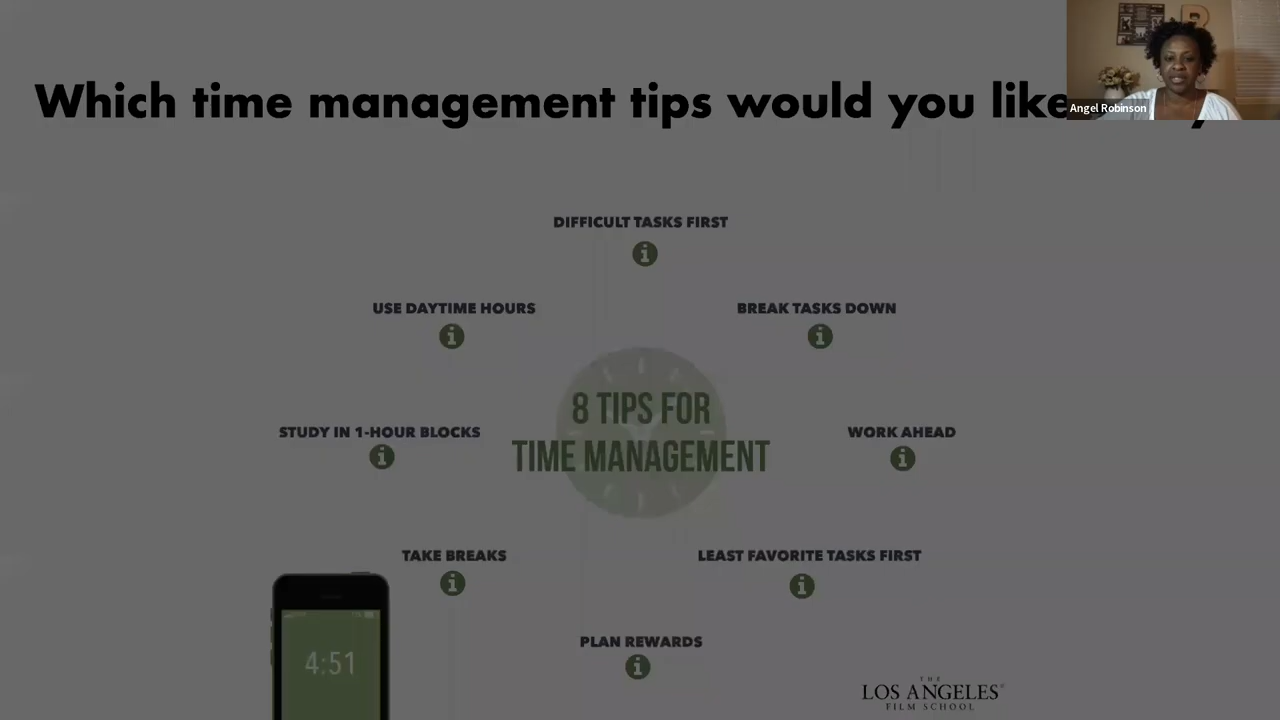 Which time management tips would you like
Angel Robinson
DIFFICULT TASKS FIRST
USE DAYTIME HOURS
BREAK TASKS DOWN
8 TIPS FOR
TIME MANAGEMENT
STUDY IN 1-HOUR BLOCKS
WORK AHEAD
TAKE BREAKS
LEAST FAVORITE TASKS FIRST
4:51
PLAN REWARDS
THE
LOS ANGELES
FILM SCHOOL